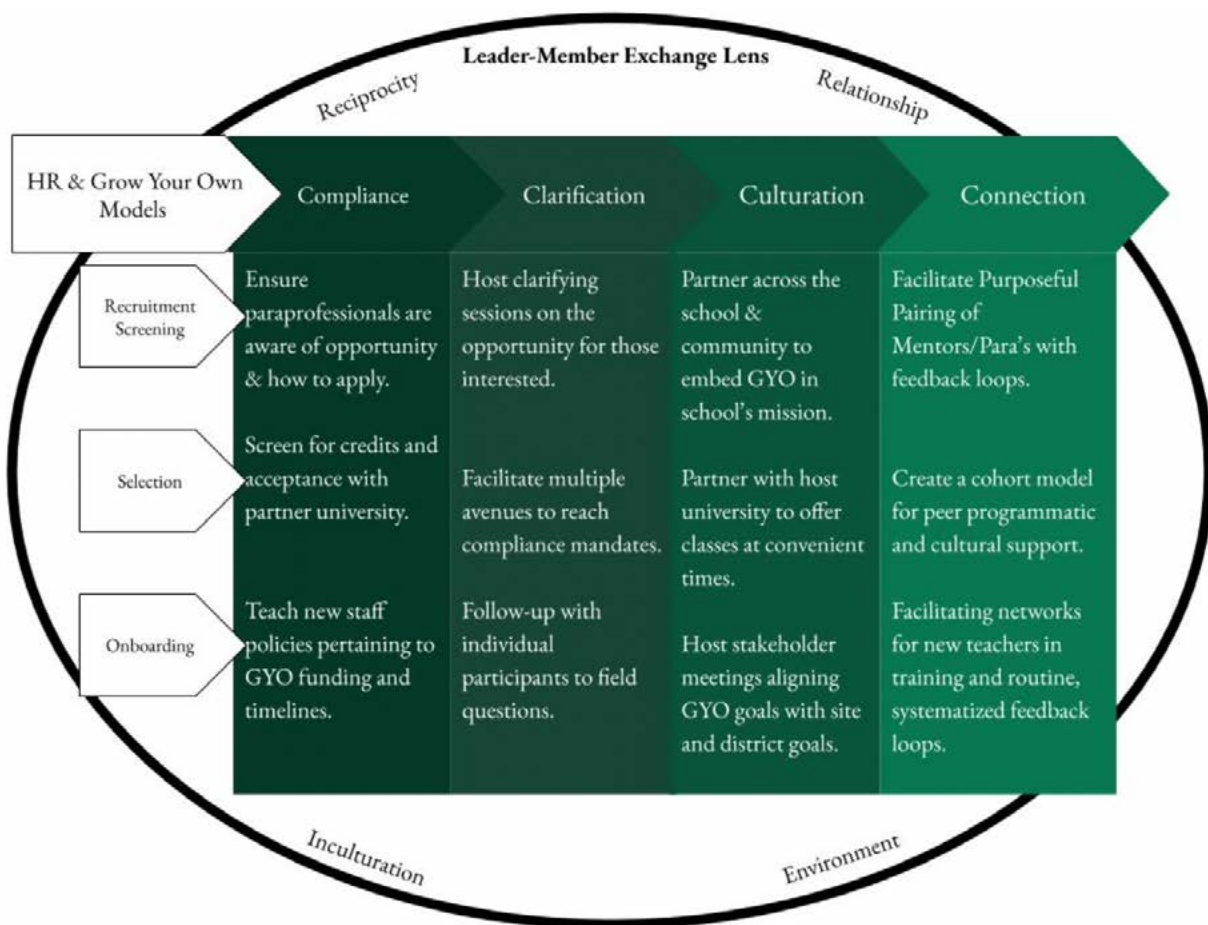 Leader-Member Exchange Lens
Reciprocity
Relationship
HR & Grow Your Own
Models
Compliance
Clarification
Culturation
Connection
Recruitment
Screening
Ensure
paraprofessionals are
aware of opportunity
& how to apply.
Host clarifying
sessions on the
opportunity for those
interested.
Partner across the
school &
community to
embed GYO in
school's mission.
Facilitate Purposeful
Pairing of
Mentors/Para's with
feedback loops.
Selection
Screen for credits and
acceptance with
partner university.
Facilitate multiple
avenues to reach
compliance mandates.
Partner with host
university to offer
classes at convenient
times.
Create a cohort model
for peer programmatic
and cultural support.
Onboarding
Teach new staff
policies pertaining to
GYO funding and
timelines.
Follow-up with
individual
participants to field
questions.
Host stakeholder
meetings aligning
GYO goals with site
and district goals.
Facilitating networks
for new teachers in
training and routine,
systematized feedback
loops.
Inculturation
Environment